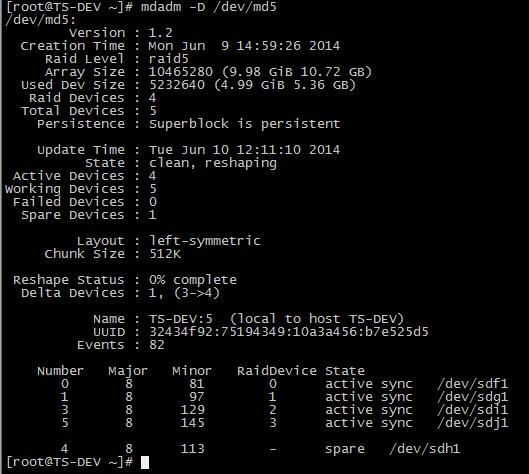 [root@TS-DEV ~]# mdadm -D /dev/md5
/dev/md5:
Version : 1.2
Creation Time : Mon Jun  9 14:59:26 2014
Raid Level : raid5
Array Size : 10465280 (9.98 GiB 10.72 GB)
Used Dev Size : 5232640 (4.99 GiB 5.36 GB)
Raid Devices : 4
Total Devices : 5
Persistence : Superblock is persistent
Update Time : Tue Jun 10 12:11:10 2014
State : clean, reshaping
Active Devices : 4
Working Devices : 5
Failed Devices : 0
Spare Devices : 1
Layout : left-symmetric
Chunk Size : 512K
Reshape Status : 0% complete
Delta Devices : 1, (3->4)
Name : TS-DEV:5  (local to host TS-DEV)
UUID : 32434f92:75194349:10a3a456:b7e525d5
Events : 82
Number   Major   Minor   RaidDevice State
0       8       81        0      active sync   /dev/sdf1
1       8       97        1      active sync   /dev/sdg1
3       8      129        2      active sync   /dev/sdi1
5       8      145        3      active sync   /dev/sdj1
4       8      113        -      spare   /dev/sdh1
[root@TS-DEV ~]#